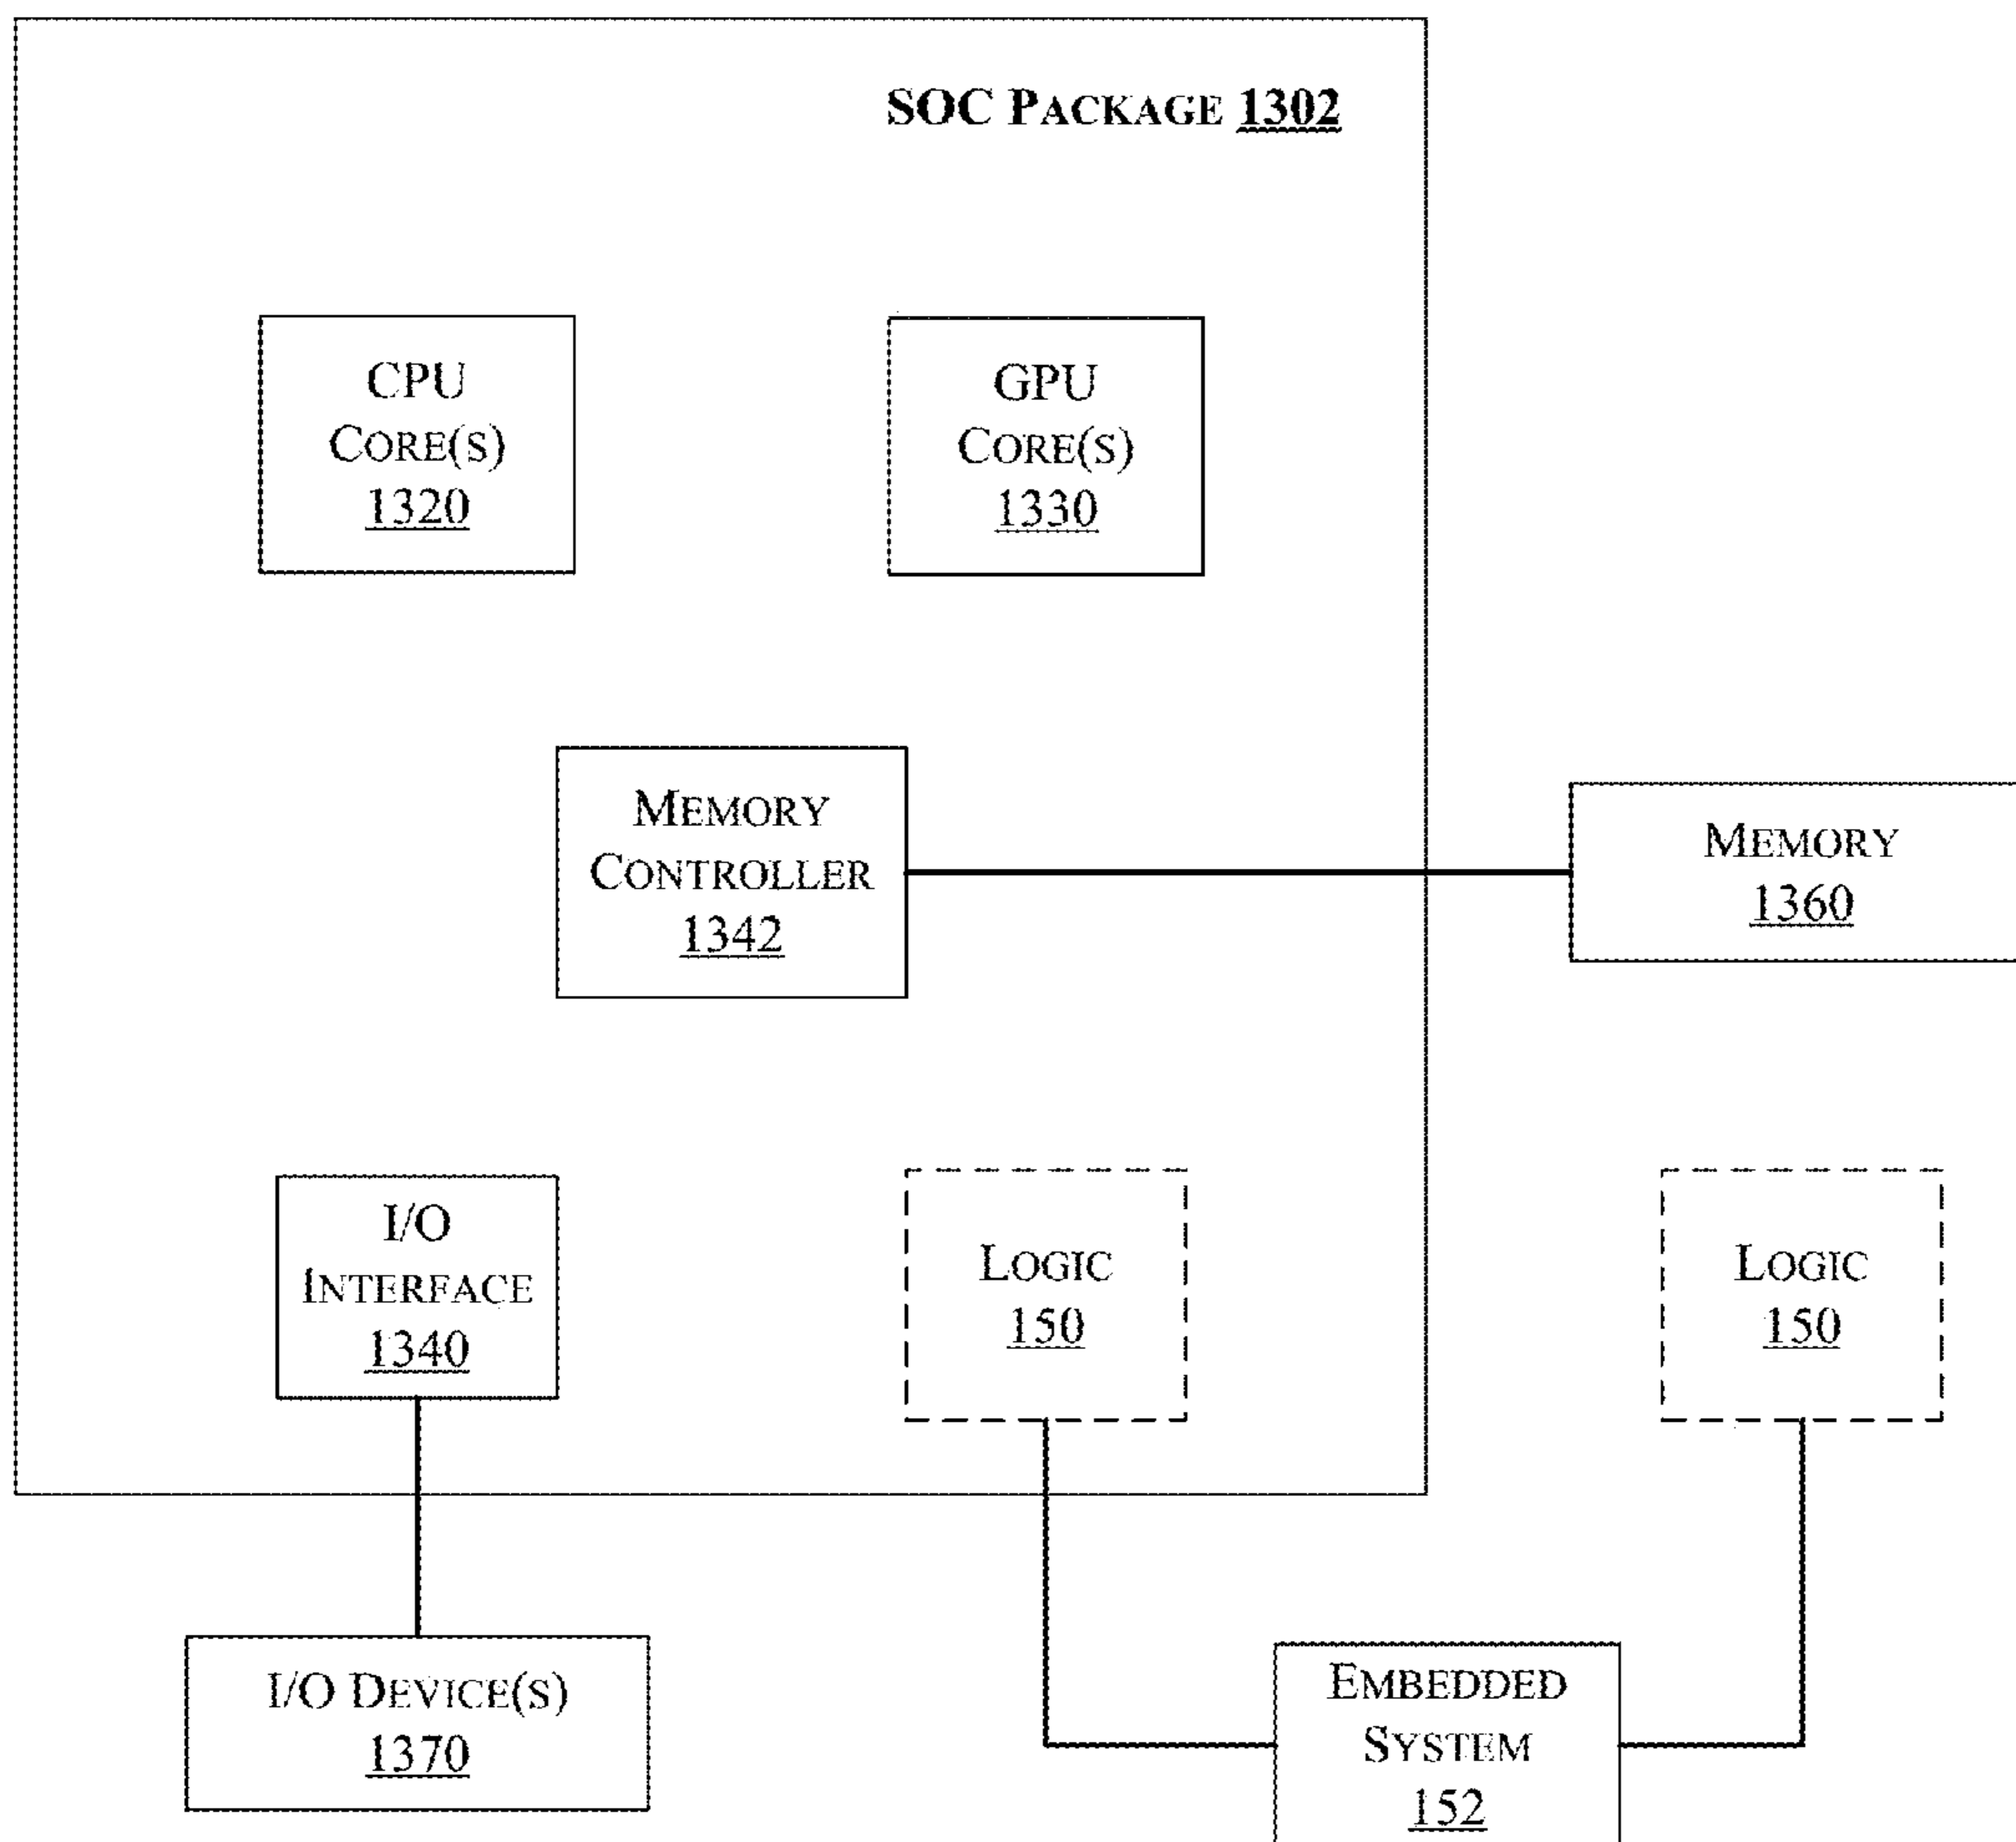 SOC PACKAGE 1302
CPU
CORE(S)
1320
GPU
CORE(S)
1330
MEMORY
CONTROLLER
1342
MEMORY
1360
I/O
INTERFACE
1340
LOGIC
150
LOGIC
150
I/O DEVICE(S)
1370
EMBEDDED
SYSTEM
152